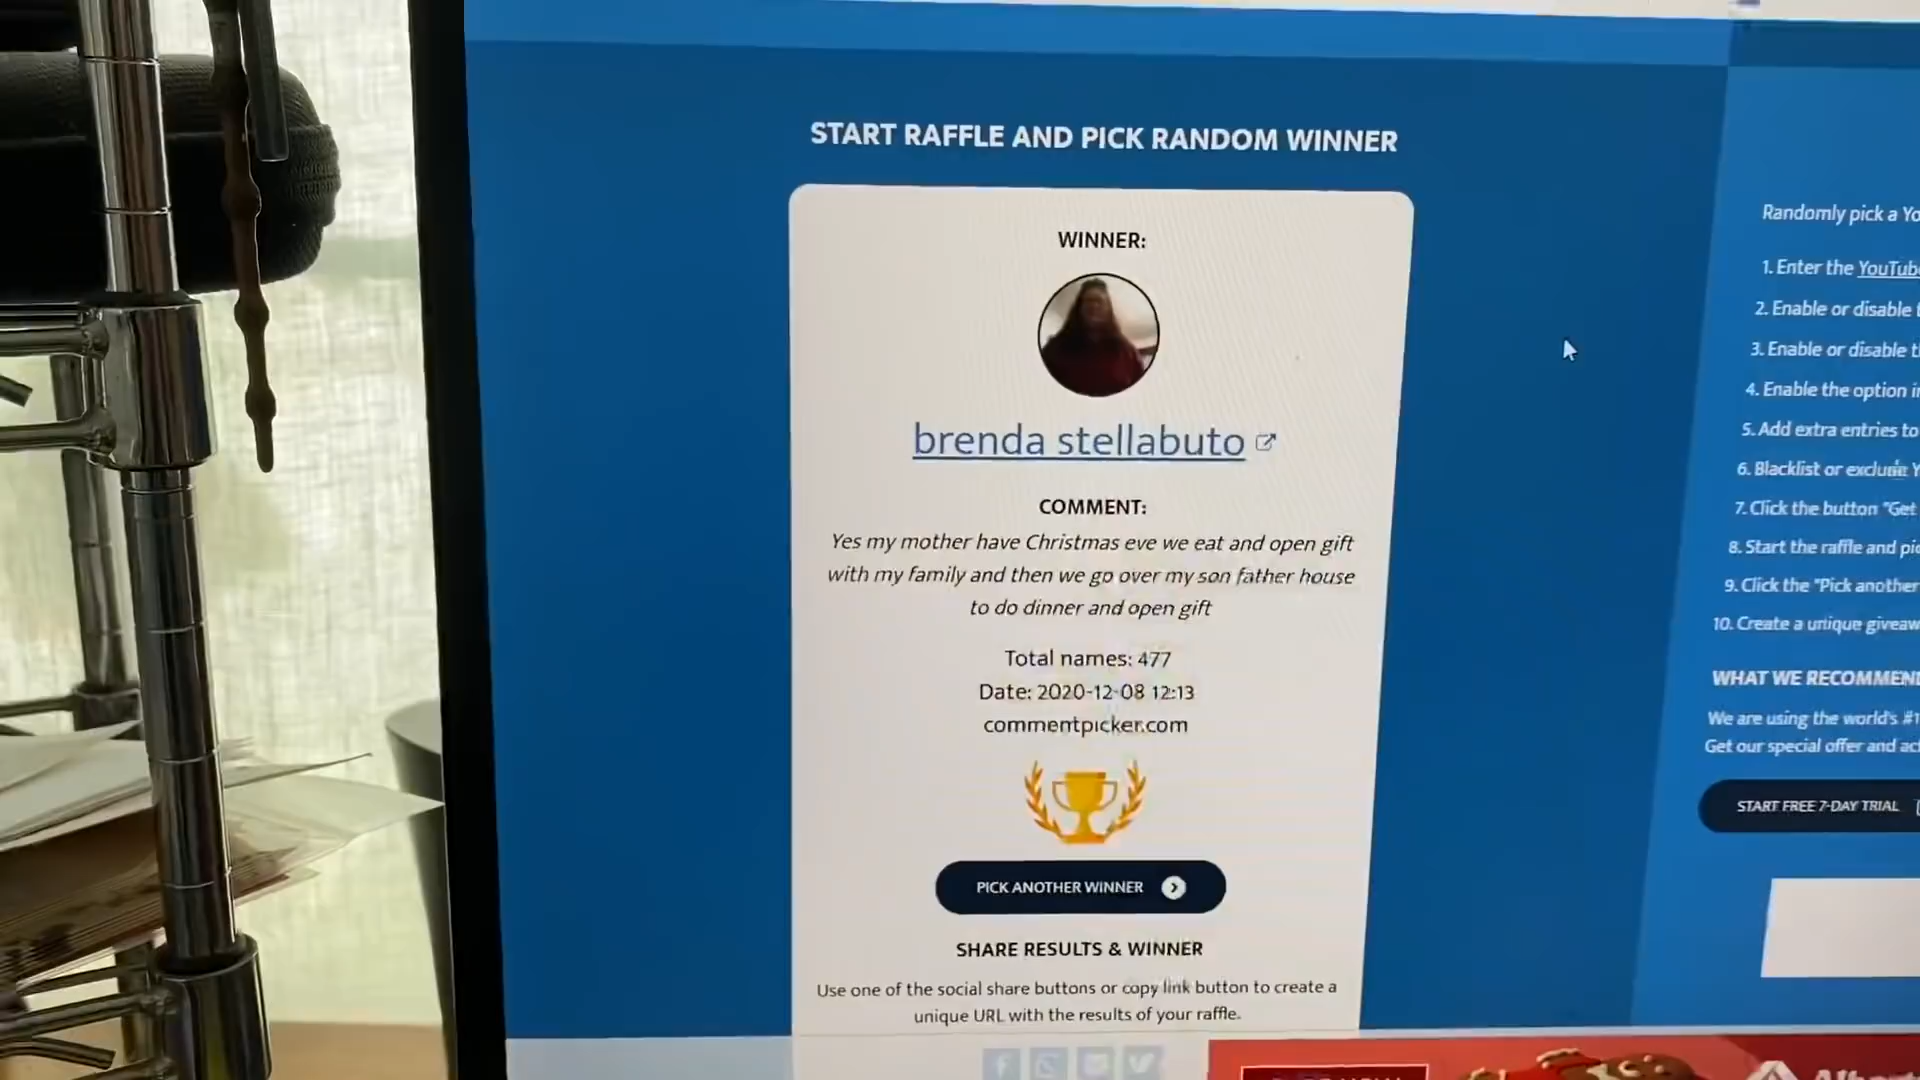 START RAFFLE AND PICK RANDOM WINNER
WINNER:
brenda stellabuto
COMMENT:
Yes my mother have Christmas eve we eat and open gift
with my family and then we go over my son father house
to do dinner and open gift
Total names: 477
Date: 2020-12-08 12:13
commentpicker.com
PICK ANOTHER WINNER
SHARE RESULTS & WINNER
Use one of the social share buttons or copy link button to create a
unique URL with the results of your raffle.
Randomly pick a
1. Enter the
2. Enable or disable
3. Enable or disable
4. Enable the option
5. Add extra entries to
6. Blacklist or exclude
7. Click the button "Get
8. Start the raffle and
9. Click the "Pick another
10. Create a unique
WHAT WE
We are using the world's
Get our special offer and
START FREE 7-DAY TRIAL